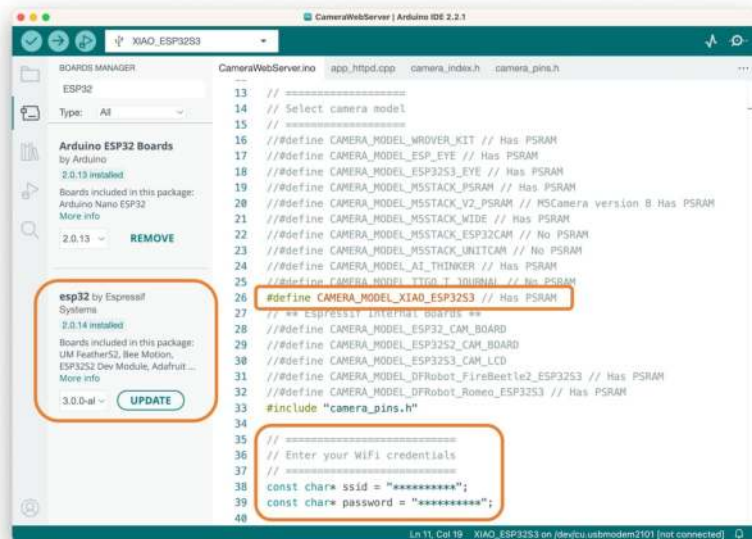 CameraWebServer | Arduino IDE 2.2.1
XIAO_ESP32S3
BOARDS MANAGER
ESP32
Type: All
Arduino ESP32 Boards
by Arduino
2.0.13 installed
Boards included in this package:
Arduino Nano ESP32
More info
2.0.13
REMOVE
esp32 by Espressif
Systems
2.0.14 installed
Boards included in this package:
UM FeatherS2, Bee Motion,
ESP32S2 Dev Module, Adafruit ...
More info
3.0.0-al
UPDATE
CameraWebServer.ino app_httpd.cpp camera_index.h camera_pins.h ...
13 // ===================
14 // Select camera model
15 // ===================
16 //#define CAMERA_MODEL_WROVER_KIT // Has PSRAM
17 //#define CAMERA_MODEL_ESP_EYE // Has PSRAM
18 //#define CAMERA_MODEL_ESP32S3_EYE // Has PSRAM
19 //#define CAMERA_MODEL_M5STACK_PSRAM // Has PSRAM
20 //#define CAMERA_MODEL_M5STACK_V2_PSRAM // M5Camera version B Has PSRAM
21 //#define CAMERA_MODEL_M5STACK_WIDE // Has PSRAM
22 //#define CAMERA_MODEL_M5STACK_ESP32CAM // No PSRAM
23 //#define CAMERA_MODEL_M5STACK_UNITCAM // No PSRAM
24 //#define CAMERA_MODEL_AI_THINKER // Has PSRAM
25 //#define CAMERA_MODEL_TTGO_T_JOURNAL // No PSRAM
26 #define CAMERA_MODEL_XIAO_ESP32S3 // Has PSRAM
27 // ** Espressif Internal Boards **
28 //#define CAMERA_MODEL_ESP32_CAM_BOARD
29 //#define CAMERA_MODEL_ESP32S2_CAM_BOARD
30 //#define CAMERA_MODEL_ESP32S3_CAM_LCD
31 //#define CAMERA_MODEL_DFRobot_FireBeetle2_ESP32S3 // Has PSRAM
32 //#define CAMERA_MODEL_DFRobot_Romeo_ESP32S3 // Has PSRAM
33 #include "camera_pins.h"
34
35 // ===========================
36 // Enter your WiFi credentials
37 // ===========================
38 const char* ssid = "**********";
39 const char* password = "**********";
40
Ln 11, Col 19 XIAO_ESP32S3 on /dev/cu.usbmodem2101 [not connected]